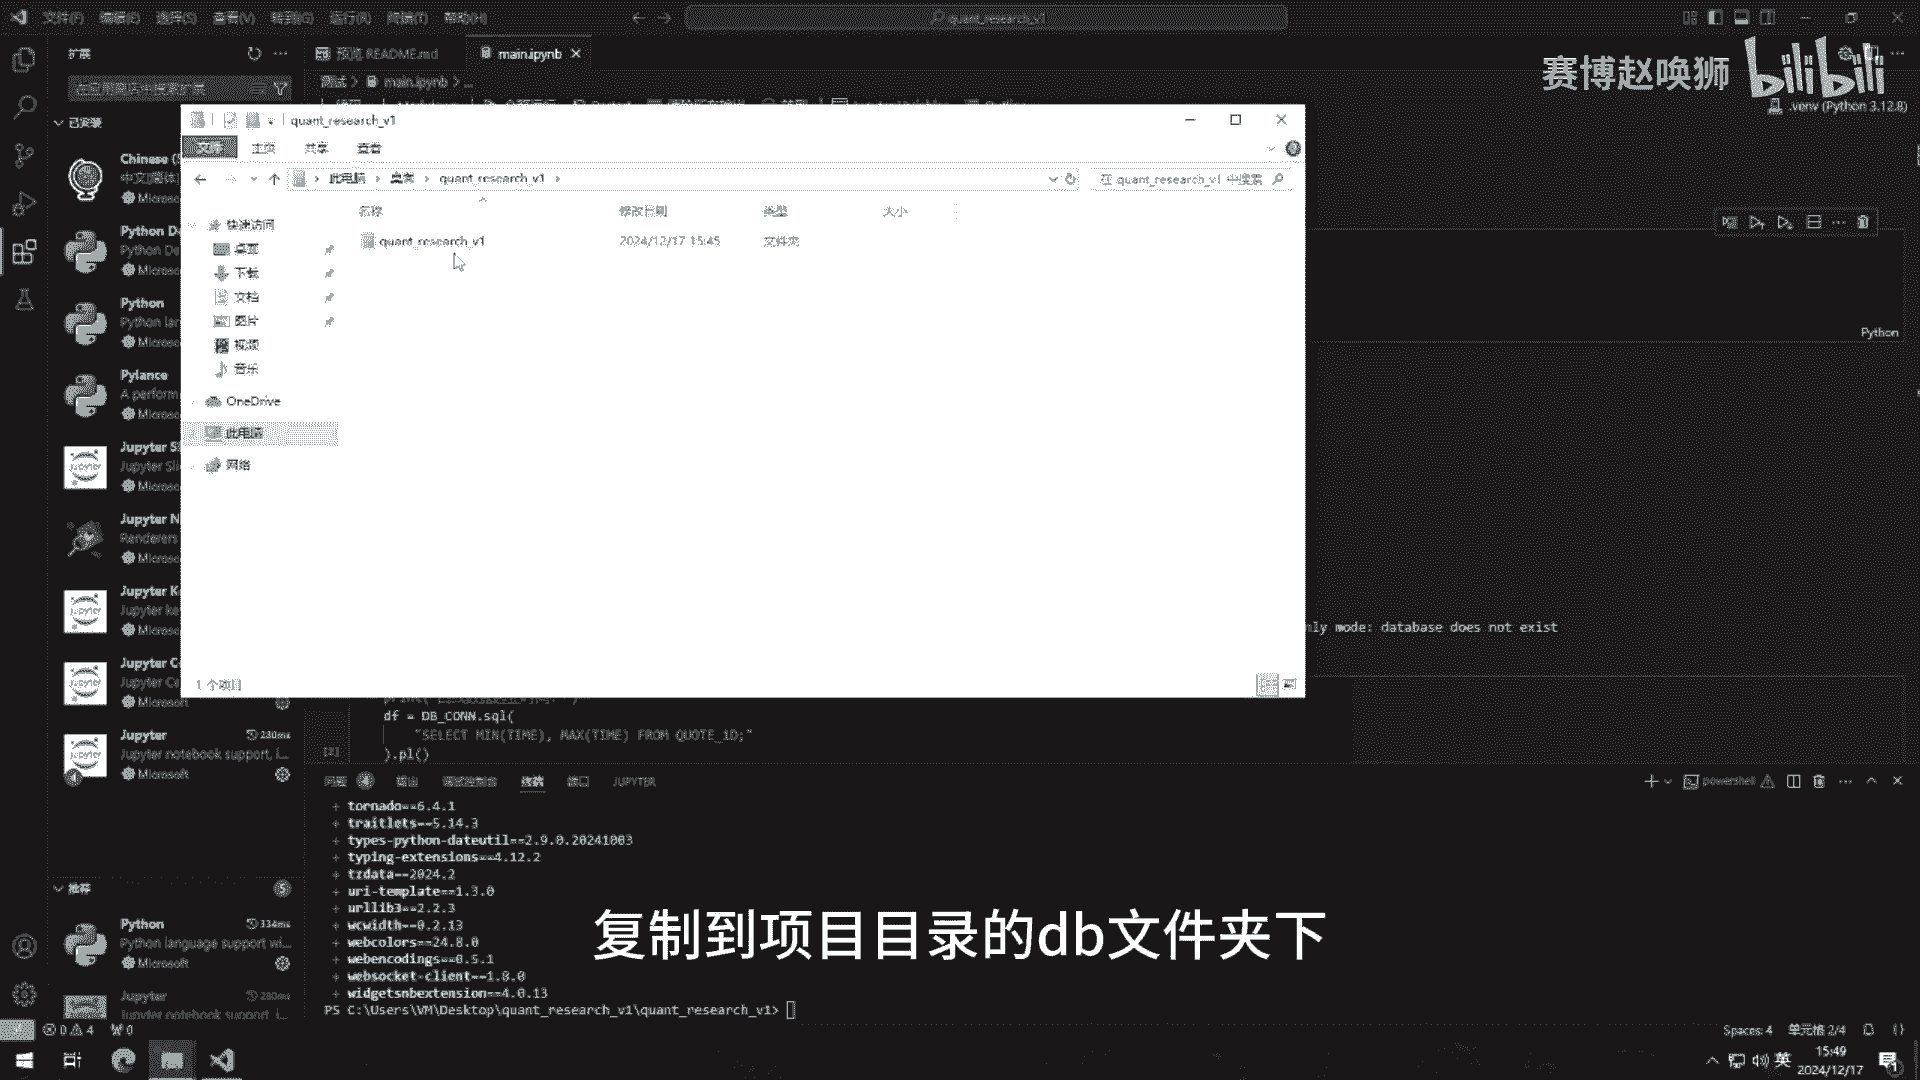 文件(F) 编辑(E) 选择(S) 查看(V) 转到(G) 运行(R) 终端(T) 帮助(H)
quant_research_v1
扩展
预览 README.md
main.ipynb
在应用商店中搜索扩展
测试 > main.ipynb > ...
赛博赵唤狮
bilibili
.venv (Python 3.12.8)
已安装
Chinese (S
中文(简体)
Microso
Python De
Python De
Microso
Python
Python lan
Microso
Pylance
A perform
Microso
Jupyter Sl
Jupyter Sli
Microso
Jupyter N
Renderers
Microso
Jupyter K
Jupyter ke
Microso
Jupyter C
Jupyter Ce
Microsoft
Jupyter 280ms
Jupyter notebook support, i...
Microsoft
推荐 5
Python 334ms
Python language support wi...
Microsoft
Jupyter 280ms
Jupyter notebook support, i...
quant_research_v1
文件 主页 共享 查看
此电脑 > 桌面 > quant_research_v1 >
在 quant_research_v1 中搜索
名称 修改日期 类型 大小
quant_research_v1 2024/12/17 15:45 文件夹
快速访问
桌面
下载
文档
图片
视频
音乐
OneDrive
此电脑
网络
1 个项目
Python
nly mode: database does not exist
df = DB_CONN.sql(
"SELECT MIN(TIME), MAX(TIME) FROM QUOTE_1D;"
).pl()
问题 4 输出 调试控制台 终端 端口 JUPYTER
powershell
+ tornado==6.4.1
+ traitlets==5.14.3
+ types-python-dateutil==2.9.0.20241003
+ typing-extensions==4.12.2
+ tzdata==2024.2
+ uri-template==1.3.0
+ urllib3==2.2.3
+ wcwidth==0.2.13
+ webcolors==24.8.0
+ webencodings==0.5.1
+ websocket-client==1.8.0
+ widgetsnbextension==4.0.13
PS C:\Users\VM\Desktop\quant_research_v1\quant_research_v1>
复制到项目目录的db文件夹下
0 4 0
Spaces: 4 单元格 2/4
英
15:49
2024/12/17